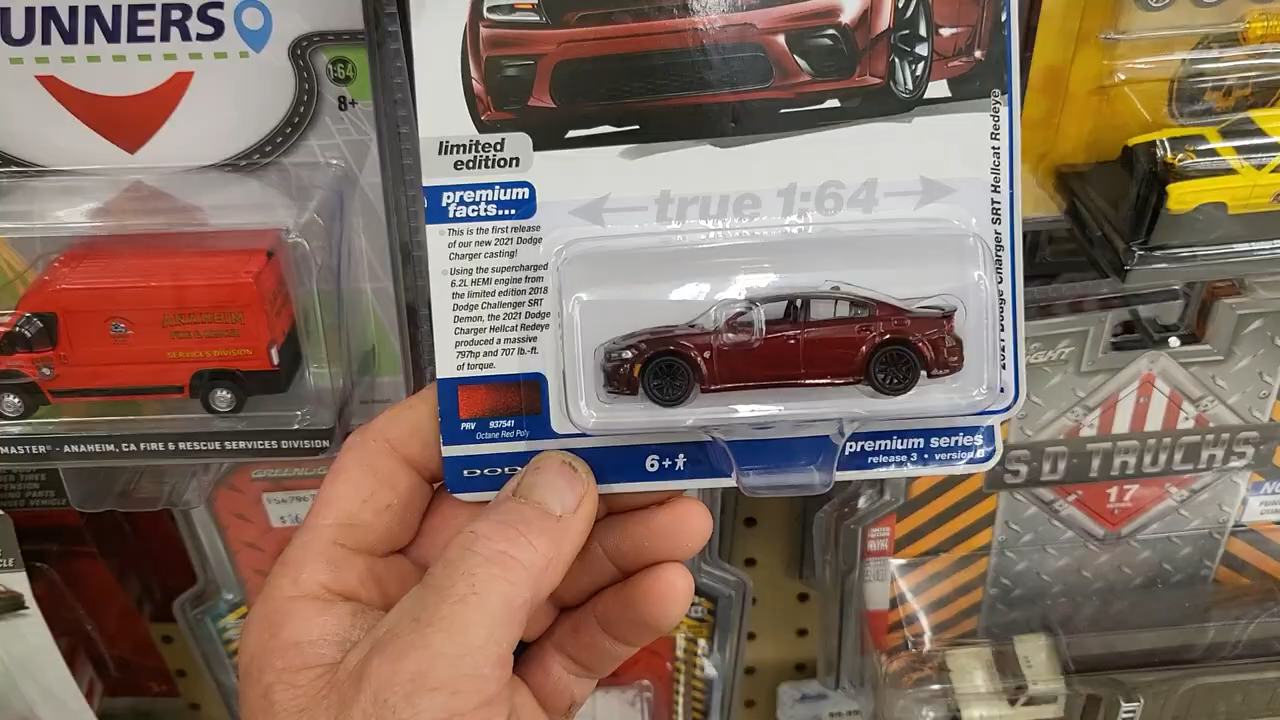 UNNERS
1:64
8+
ANAHEIM
FIRE & RESCUE
SERVICES DIVISION
MASTER® - ANAHEIM, CA FIRE & RESCUE SERVICES DIVISION
limited
edition
premium
facts...
This is the first release
of our new 2021 Dodge
Charger casting!
Using the supercharged
6.2L HEMI engine from
the limited edition 2018
Dodge Challenger SRT
Demon, the 2021 Dodge
Charger Hellcat Redeye
produced a massive
797hp and 707 lb.-ft.
of torque.
PRV 937541
Octane Red Poly
true 1:64
2021 Dodge Charger SRT Hellcat Redeye
DOD
6+
premium series
release 3 • version B
GREENLIG
S.D TRUCKS
17